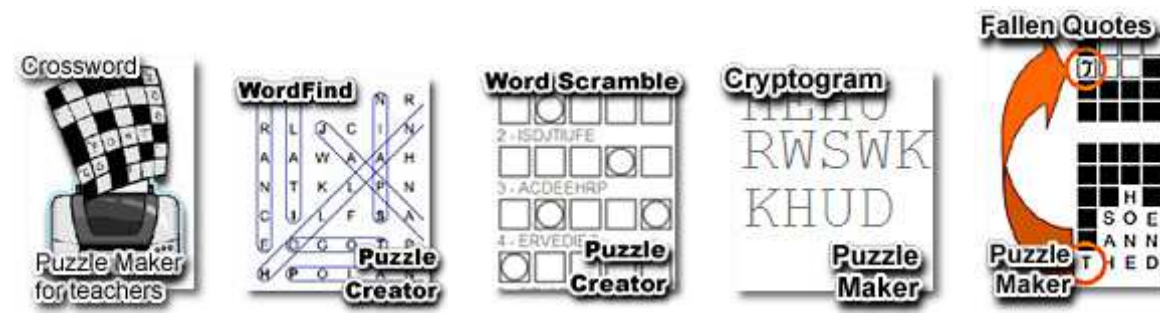 Crossword
Puzzle Maker
for teachers
WordFind
N R
R L J C I N
A A W A A H
N T K L P N
C I L F S A
E O C O T P
H P O L A N
Puzzle
Creator
Word Scramble
2 - ISDJTIUFE
3 - ACDEEHRP
4 - ERVEDIE
Puzzle
Creator
Cryptogram
RWSWK
KHUD
Puzzle
Maker
Fallen Quotes
T
H
S O E
A N N
T H E D
Puzzle
Maker